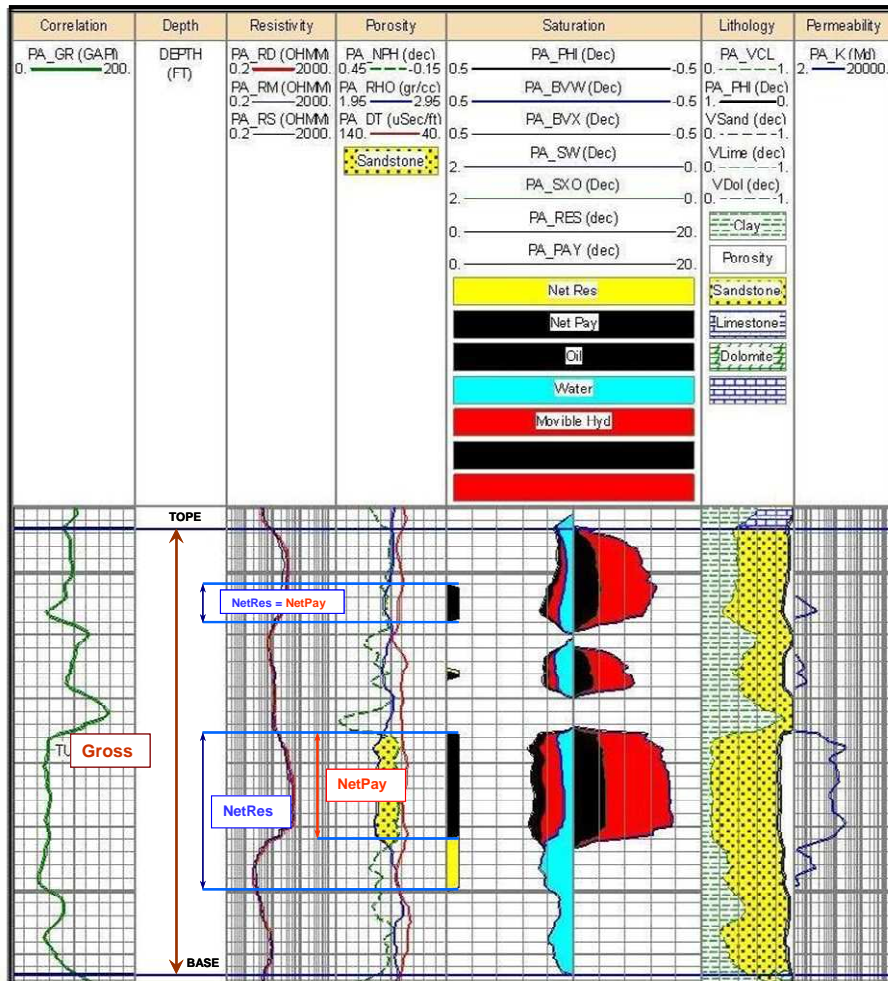 Correlation Depth Resistivity Porosity Saturation Lithology Permeability
PA_GR (GAPI)
0. 200.
DEPTH
(FT)
PA_RD (OHMM)
0.2 2000.
PA_RM (OHMM)
0.2 2000.
PA_RS (OHMM)
0.2 2000.
PA_NPH (dec)
0.45 -0.15
PA_RHO (gr/cc)
1.95 2.95
PA_DT (uSec/ft)
140. 40.
Sandstone
PA_PHI (Dec)
0.5 -0.5
PA_BVW (Dec)
0.5 -0.5
PA_BVX (Dec)
0.5 -0.5
PA_SW (Dec)
2. 0.
PA_SXO (Dec)
2. 0.
PA_RES (dec)
0. 20.
PA_PAY (dec)
0. 20.
Net Res
Net Pay
Oil
Water
Movible Hyd
PA_VCL
0. 1.
PA_PHI (Dec)
1. 0.
VSand (dec)
0. 1.
VLime (dec)
0. 1.
VDol (dec)
0. 1.
Clay
Porosity
Sandstone
Limestone
Dolomite
PA_K (Md)
2. 20000.
TOPE
NetRes = NetPay
TU
Gross
NetPay
NetRes
BASE